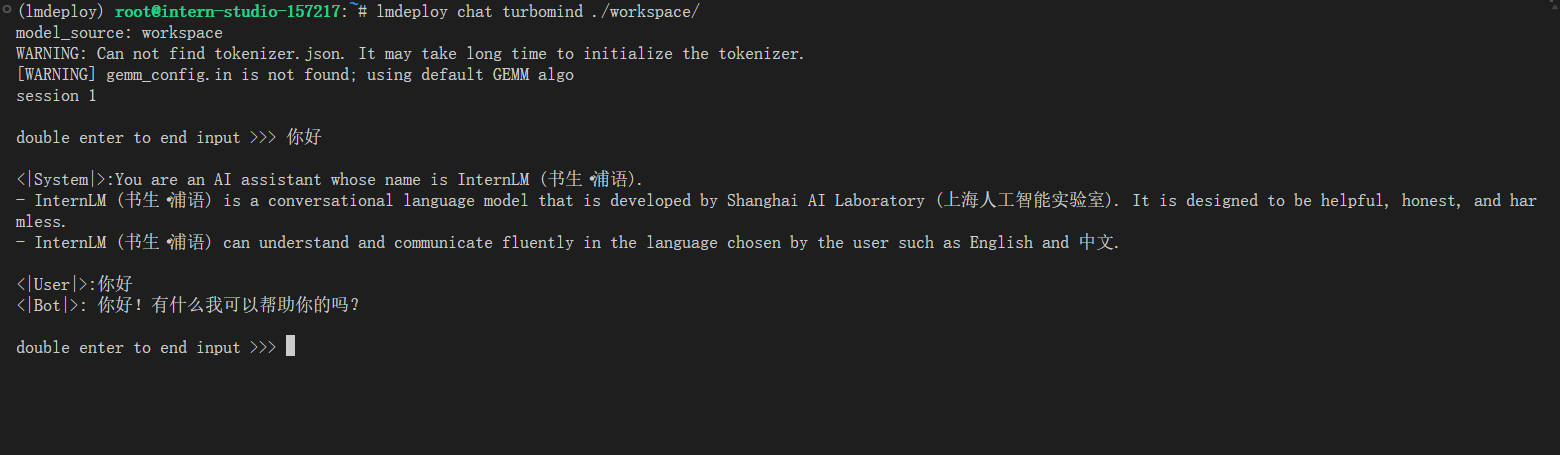 (lmdeploy) root@intern-studio-157217:~# lmdeploy chat turbomind ./workspace/
model_source: workspace
WARNING: Can not find tokenizer.json. It may take long time to initialize the tokenizer.
[WARNING] gemm_config.in is not found; using default GEMM algo
session 1
double enter to end input >>> 你好
<|System|>:You are an AI assistant whose name is InternLM (书生·浦语).
- InternLM (书生·浦语) is a conversational language model that is developed by Shanghai AI Laboratory (上海人工智能实验室). It is designed to be helpful, honest, and har
mless.
- InternLM (书生·浦语) can understand and communicate fluently in the language chosen by the user such as English and 中文.
<|User|>:你好
<|Bot|>: 你好！有什么我可以帮助你的吗？
double enter to end input >>>